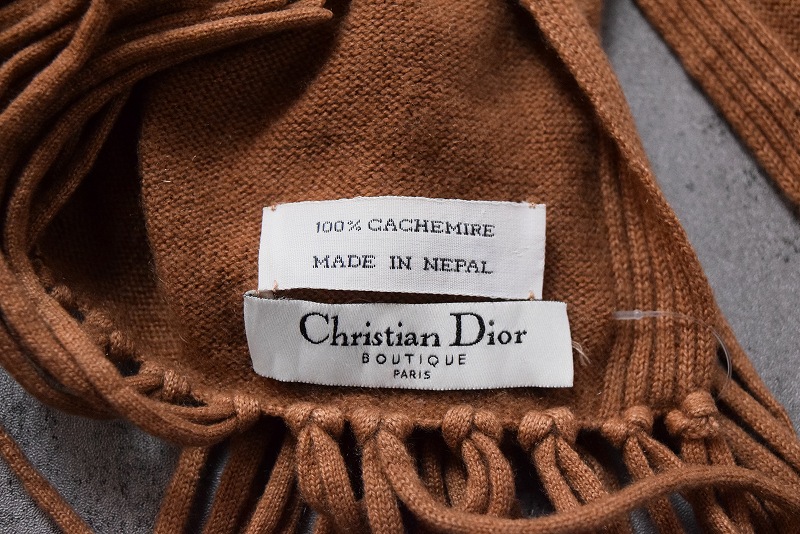 100% CACHEMIRE
MADE IN NEPAL
Christian Dior
BOUTIQUE
PARIS